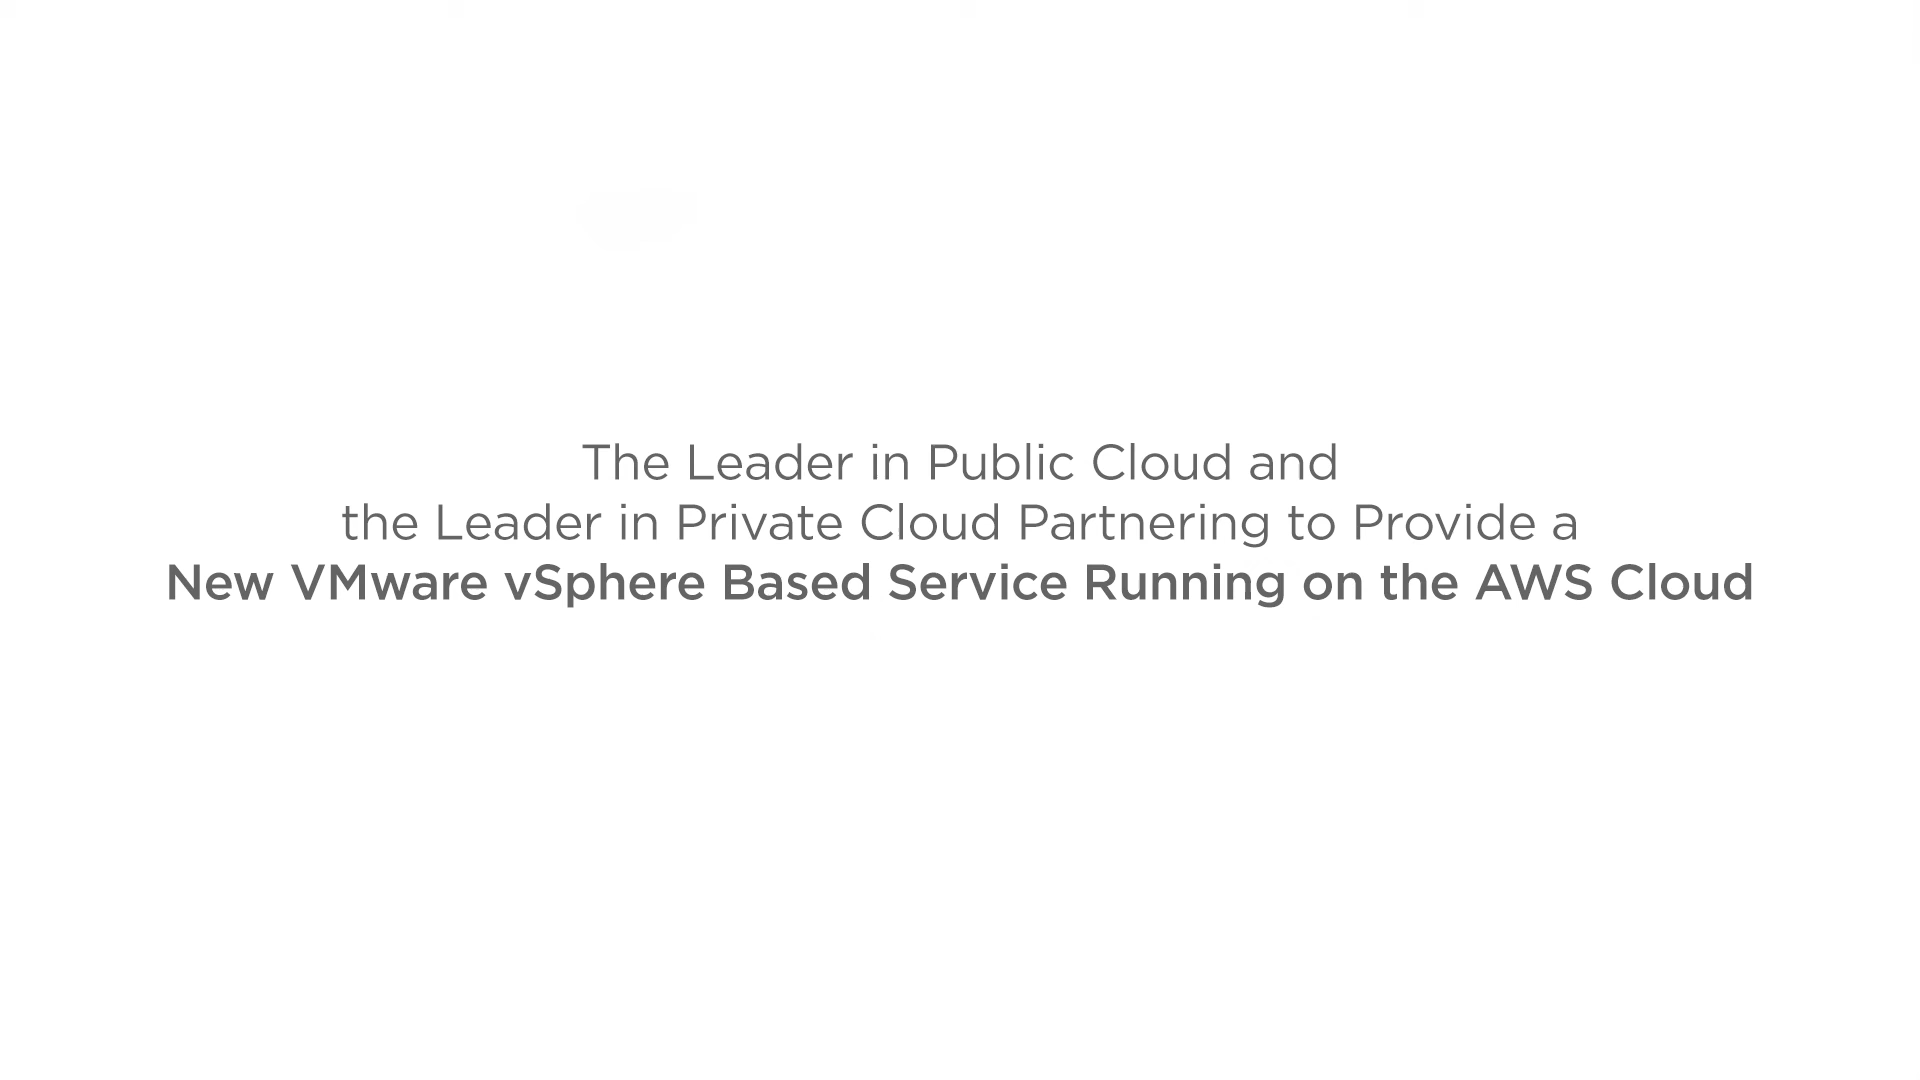 The Leader in Public Cloud and
the Leader in Private Cloud Partnering to Provide a
New VMware vSphere Based Service Running on the AWS Cloud